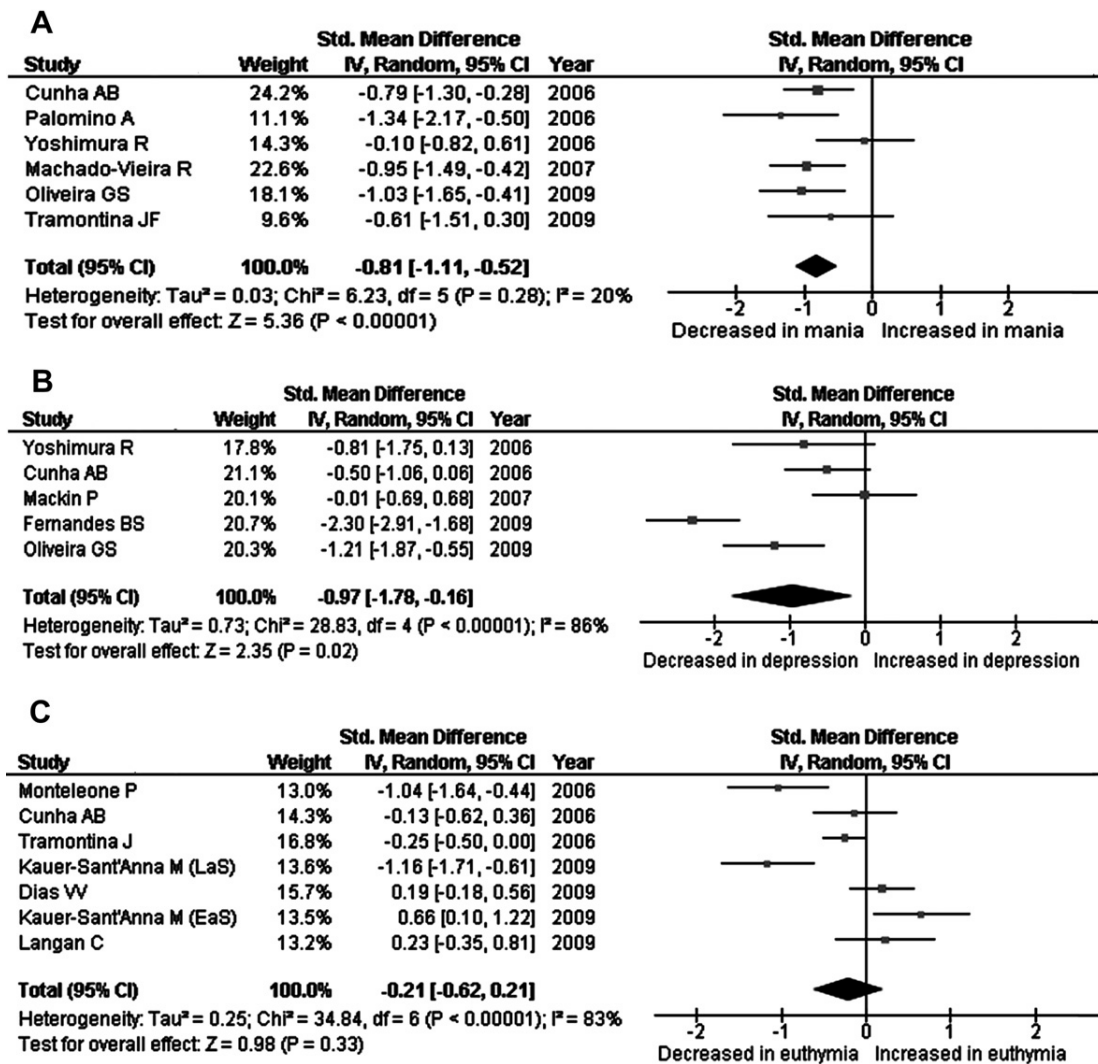 A
Std. Mean Difference Std. Mean Difference
Study Weight IV, Random, 95% CI Year IV, Random, 95% CI
Cunha AB 24.2% -0.79 [-1.30, -0.28] 2006
Palomino A 11.1% -1.34 [-2.17, -0.50] 2006
Yoshimura R 14.3% -0.10 [-0.82, 0.61] 2006
Machado-Vieira R 22.6% -0.95 [-1.49, -0.42] 2007
Oliveira GS 18.1% -1.03 [-1.65, -0.41] 2009
Tramontina JF 9.6% -0.61 [-1.51, 0.30] 2009
Total (95% CI) 100.0% -0.81 [-1.11, -0.52]
Heterogeneity: Tau² = 0.03; Chi² = 6.23, df = 5 (P = 0.28); I² = 20%
Test for overall effect: Z = 5.36 (P < 0.00001)
-2 -1 0 1 2
Decreased in mania Increased in mania
B
Std. Mean Difference Std. Mean Difference
Study Weight IV, Random, 95% CI Year IV, Random, 95% CI
Yoshimura R 17.8% -0.81 [-1.75, 0.13] 2006
Cunha AB 21.1% -0.50 [-1.06, 0.06] 2006
Mackin P 20.1% -0.01 [-0.69, 0.68] 2007
Fernandes BS 20.7% -2.30 [-2.91, -1.68] 2009
Oliveira GS 20.3% -1.21 [-1.87, -0.55] 2009
Total (95% CI) 100.0% -0.97 [-1.78, -0.16]
Heterogeneity: Tau² = 0.73; Chi² = 28.83, df = 4 (P < 0.00001); I² = 86%
Test for overall effect: Z = 2.35 (P = 0.02)
-2 -1 0 1 2
Decreased in depression Increased in depression
C
Std. Mean Difference Std. Mean Difference
Study Weight IV, Random, 95% CI Year IV, Random, 95% CI
Monteleone P 13.0% -1.04 [-1.64, -0.44] 2006
Cunha AB 14.3% -0.13 [-0.62, 0.36] 2006
Tramontina J 16.8% -0.25 [-0.50, 0.00] 2006
Kauer-Sant'Anna M (LaS) 13.6% -1.16 [-1.71, -0.61] 2009
Dias VV 15.7% 0.19 [-0.18, 0.56] 2009
Kauer-Sant'Anna M (EaS) 13.5% 0.66 [0.10, 1.22] 2009
Langan C 13.2% 0.23 [-0.35, 0.81] 2009
Total (95% CI) 100.0% -0.21 [-0.62, 0.21]
Heterogeneity: Tau² = 0.25; Chi² = 34.84, df = 6 (P < 0.00001); I² = 83%
Test for overall effect: Z = 0.98 (P = 0.33)
-2 -1 0 1 2
Decreased in euthymia Increased in euthymia